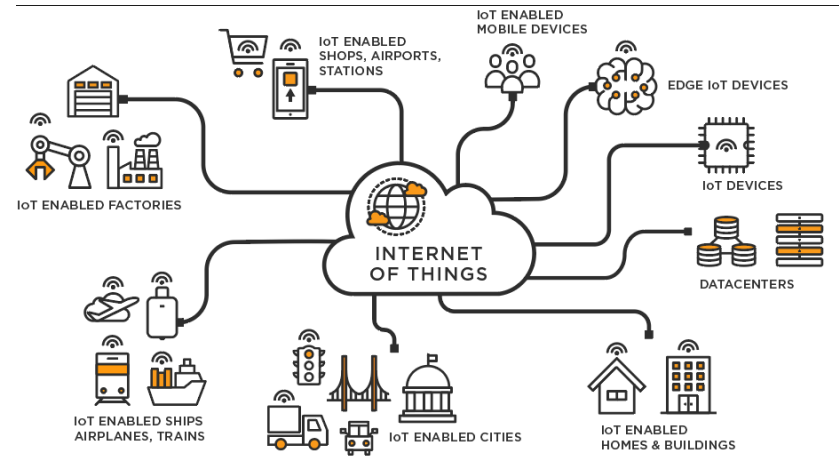 IoT ENABLED
SHOPS, AIRPORTS,
STATIONS
IoT ENABLED
MOBILE DEVICES
EDGE IoT DEVICES
IoT DEVICES
IoT ENABLED FACTORIES
INTERNET
OF THINGS
DATACENTERS
IoT ENABLED SHIPS
AIRPLANES, TRAINS
IoT ENABLED CITIES
IoT ENABLED
HOMES & BUILDINGS